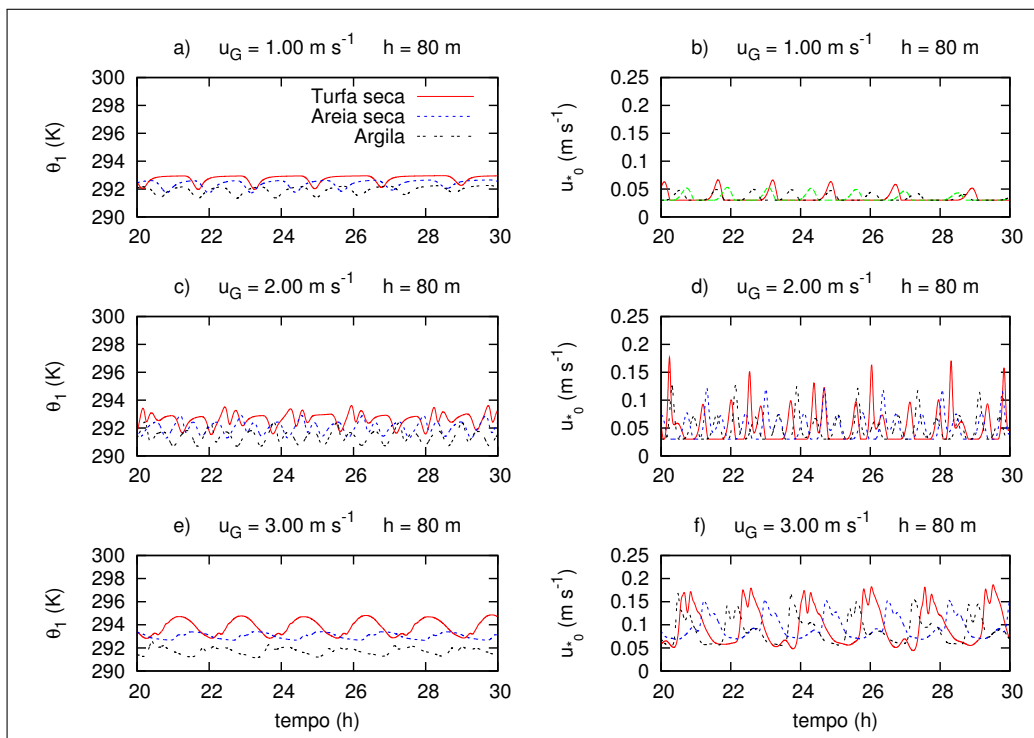 a) u_G = 1.00 m s⁻¹ h = 80 m
300
298
296
294
292
290
θ₁ (K)
Turfa seca
Areia seca
Argila
20 22 24 26 28 30
b) u_G = 1.00 m s⁻¹ h = 80 m
0.25
0.2
0.15
0.1
0.05
0
u*₀ (m s⁻¹)
20 22 24 26 28 30
c) u_G = 2.00 m s⁻¹ h = 80 m
300
298
296
294
292
290
θ₁ (K)
20 22 24 26 28 30
d) u_G = 2.00 m s⁻¹ h = 80 m
0.25
0.2
0.15
0.1
0.05
0
u*₀ (m s⁻¹)
20 22 24 26 28 30
e) u_G = 3.00 m s⁻¹ h = 80 m
300
298
296
294
292
290
θ₁ (K)
20 22 24 26 28 30
tempo (h)
f) u_G = 3.00 m s⁻¹ h = 80 m
0.25
0.2
0.15
0.1
0.05
0
u*₀ (m s⁻¹)
20 22 24 26 28 30
tempo (h)